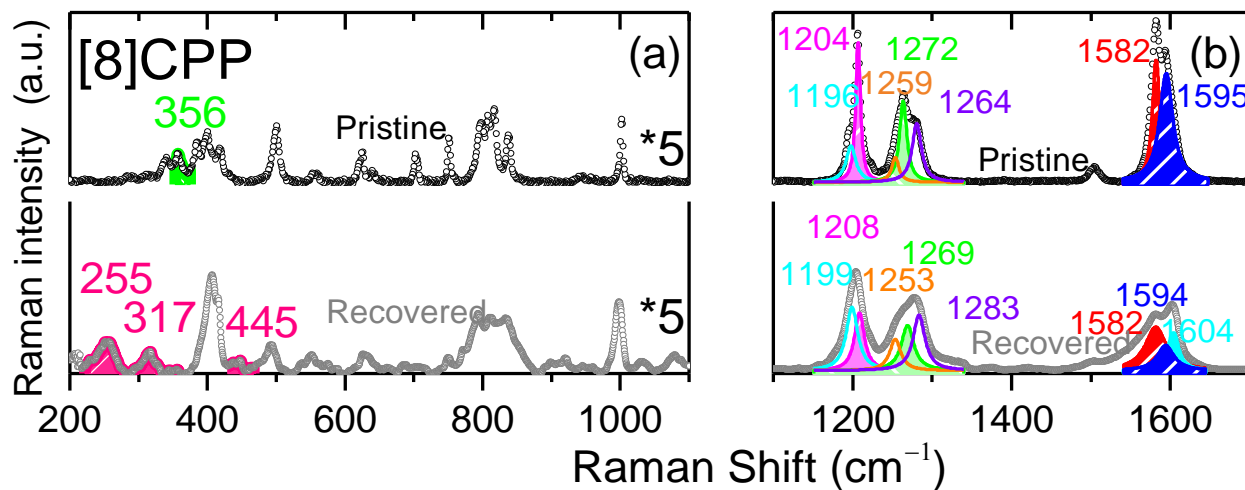 Raman intensity (a.u.)
[8]CPP
(a)
356
Pristine
*5
255
317
445
Recovered
*5
200 400 600 800 1000
(b)
1204
1272
1582
1196
1259
1595
1264
Pristine
1208
1269
1199
1253
1594
1283
1582
1604
Recovered
1200 1400 1600
Raman Shift (cm⁻¹)